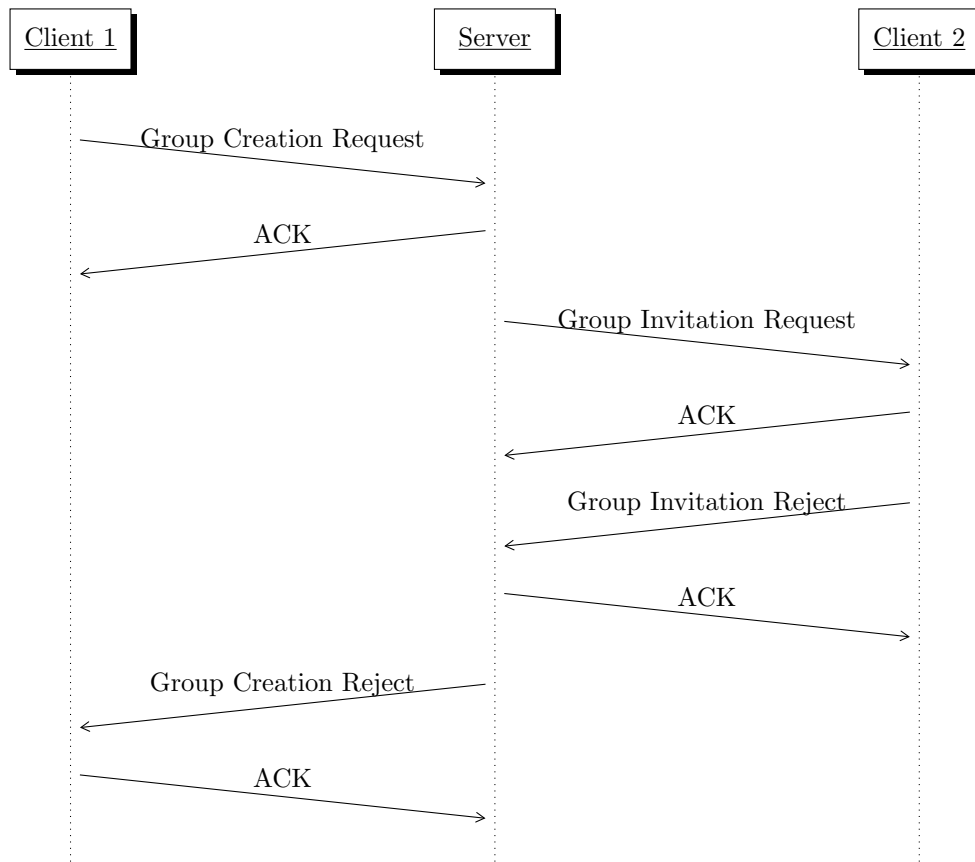 Client 1
Server
Client 2
Group Creation Request
ACK
Group Invitation Request
ACK
Group Invitation Reject
ACK
Group Creation Reject
ACK